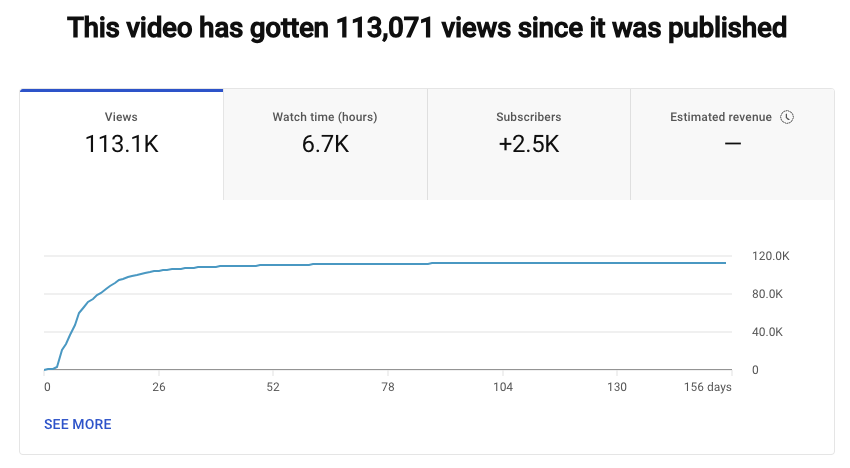 This video has gotten 113,071 views since it was published
Views
113.1K
Watch time (hours)
6.7K
Subscribers
+2.5K
Estimated revenue
—
120.0K
80.0K
40.0K
0
0 26 52 78 104 130 156 days
SEE MORE